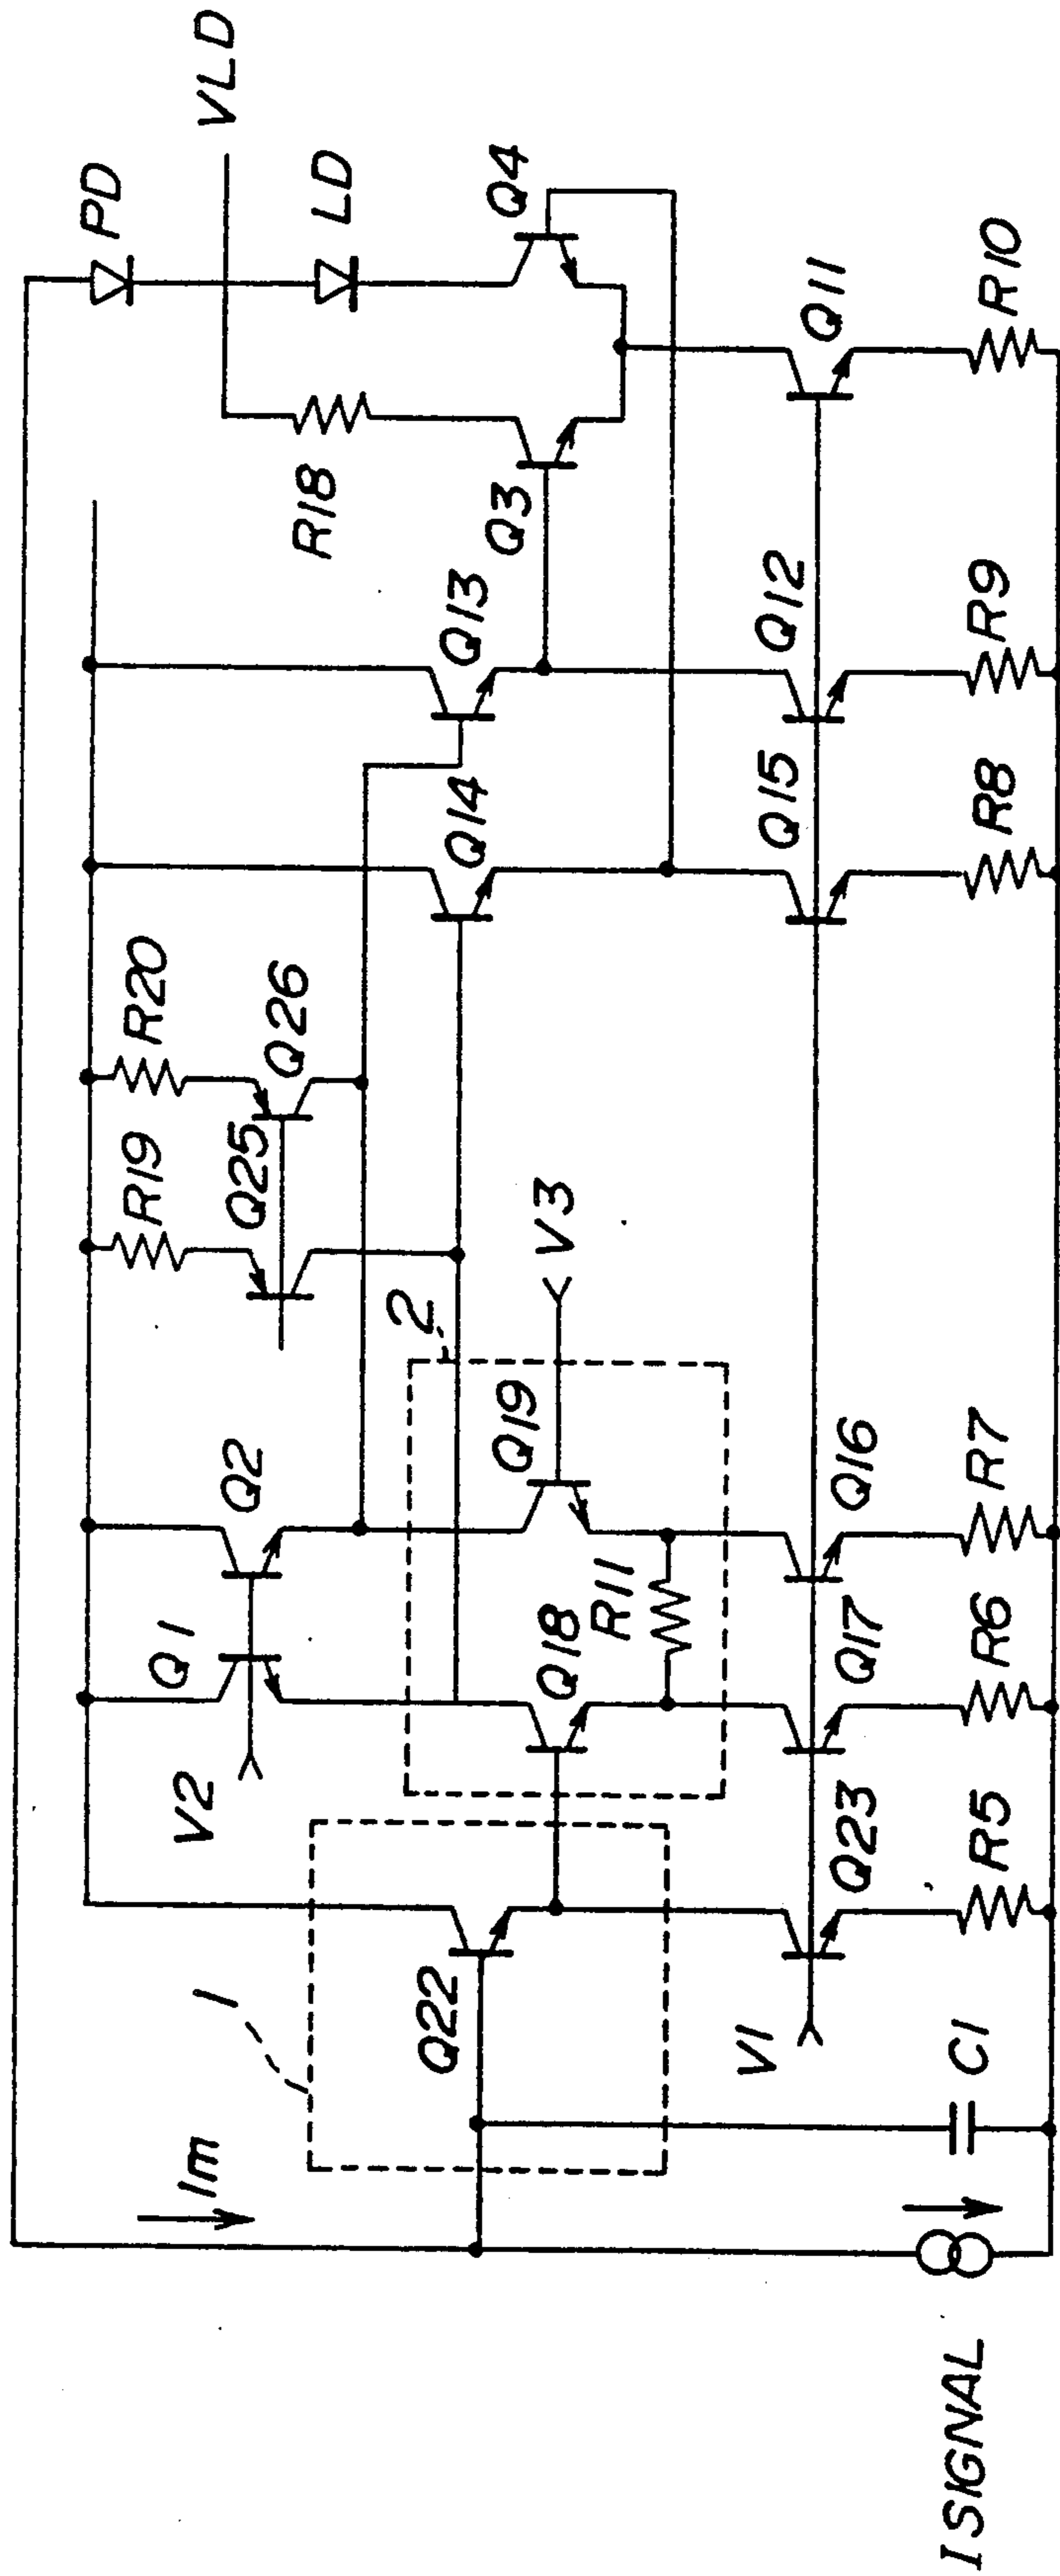 PD
VLD
LD
Q4
R18
Q3
Q13
Q14
R20
R19
Q26
Q25
2
V3
Q2
Q1
V2
Q19
Q18
R11
1
Q22
Im
Q11
Q12
Q15
Q16
Q17
Q23
V1
R10
R9
R8
R7
R6
R5
C1
ISIGNAL